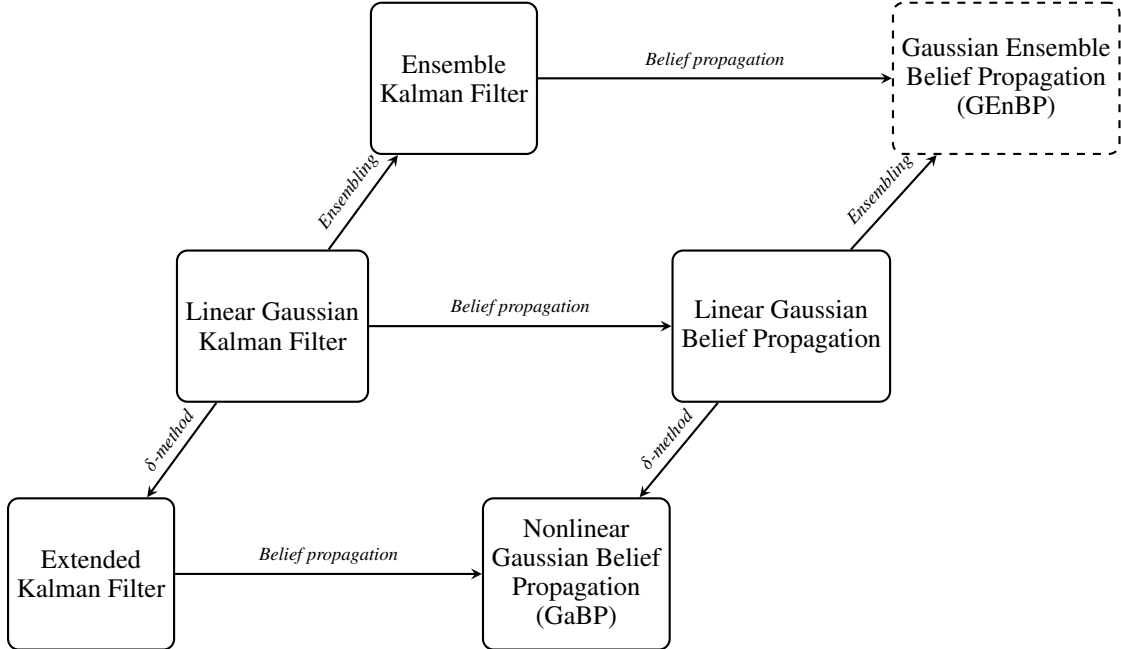 Ensemble
Kalman Filter
Belief propagation
Gaussian Ensemble
Belief Propagation
(GEnBP)
Ensembling
Ensembling
Linear Gaussian
Kalman Filter
Belief propagation
Linear Gaussian
Belief Propagation
δ-method
δ-method
Extended
Kalman Filter
Belief propagation
Nonlinear
Gaussian Belief
Propagation
(GaBP)